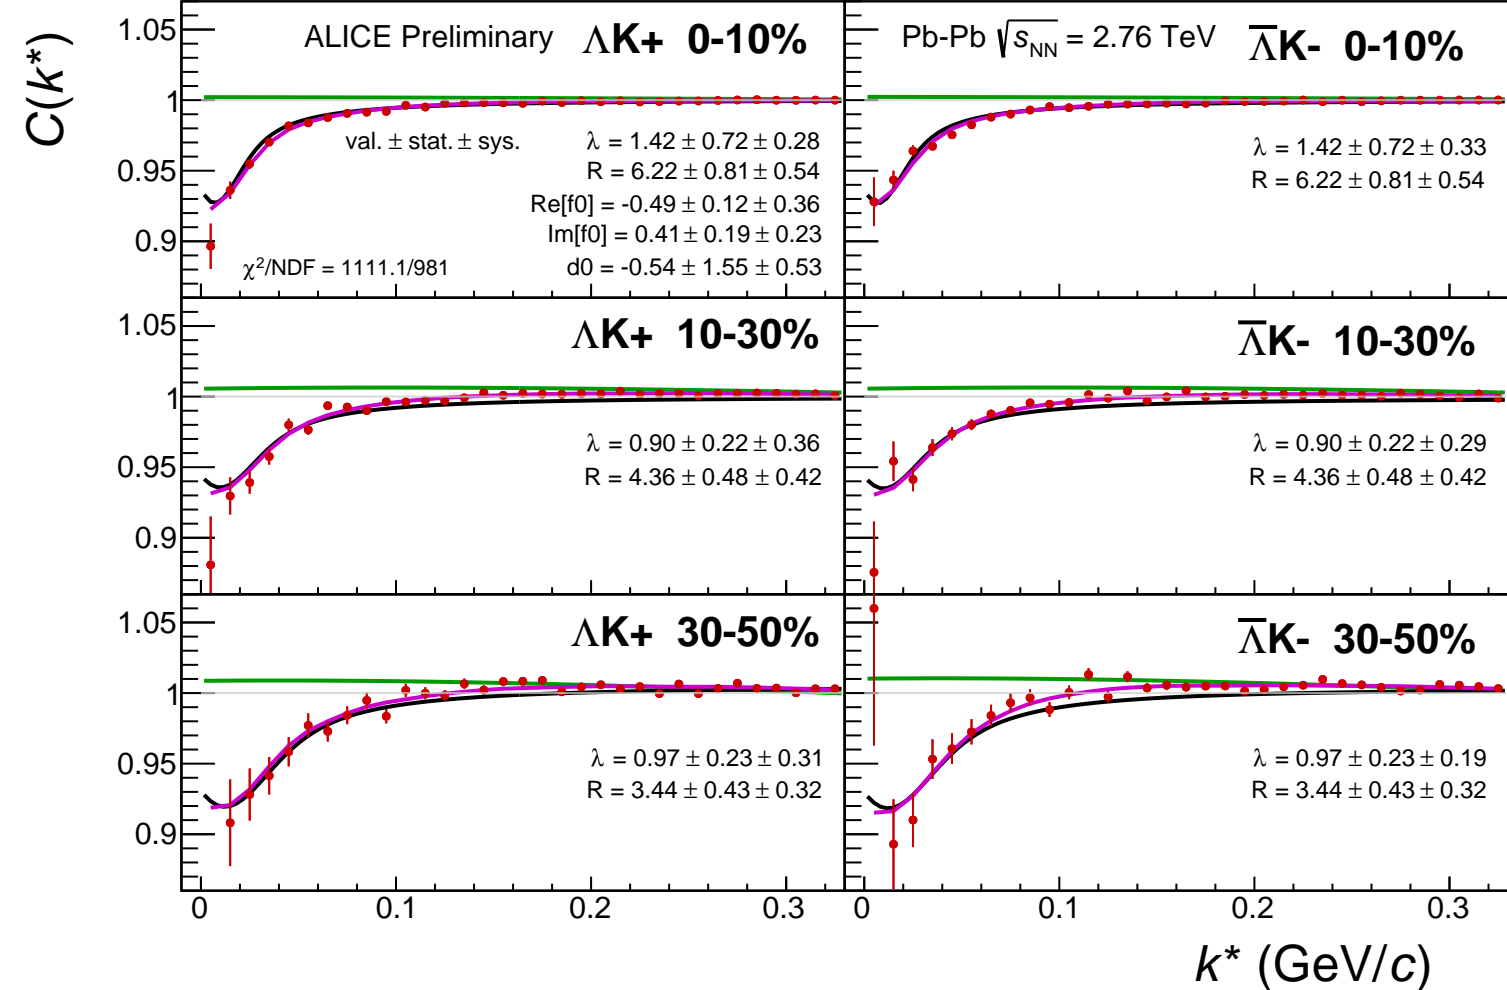 C(k*)
ALICE Preliminary ΛK+ 0-10%
1.05
1
0.95
0.9
val. ± stat. ± sys.
λ = 1.42 ± 0.72 ± 0.28
R = 6.22 ± 0.81 ± 0.54
Re[f0] = -0.49 ± 0.12 ± 0.36
Im[f0] = 0.41 ± 0.19 ± 0.23
d0 = -0.54 ± 1.55 ± 0.53
χ²/NDF = 1111.1/981
Pb-Pb √sNN = 2.76 TeV Λ̅K- 0-10%
λ = 1.42 ± 0.72 ± 0.33
R = 6.22 ± 0.81 ± 0.54
ΛK+ 10-30%
1.05
1
0.95
0.9
λ = 0.90 ± 0.22 ± 0.36
R = 4.36 ± 0.48 ± 0.42
Λ̅K- 10-30%
λ = 0.90 ± 0.22 ± 0.29
R = 4.36 ± 0.48 ± 0.42
ΛK+ 30-50%
1.05
1
0.95
0.9
λ = 0.97 ± 0.23 ± 0.31
R = 3.44 ± 0.43 ± 0.32
Λ̅K- 30-50%
λ = 0.97 ± 0.23 ± 0.19
R = 3.44 ± 0.43 ± 0.32
0 0.1 0.2 0.3
0 0.1 0.2 0.3
k* (GeV/c)